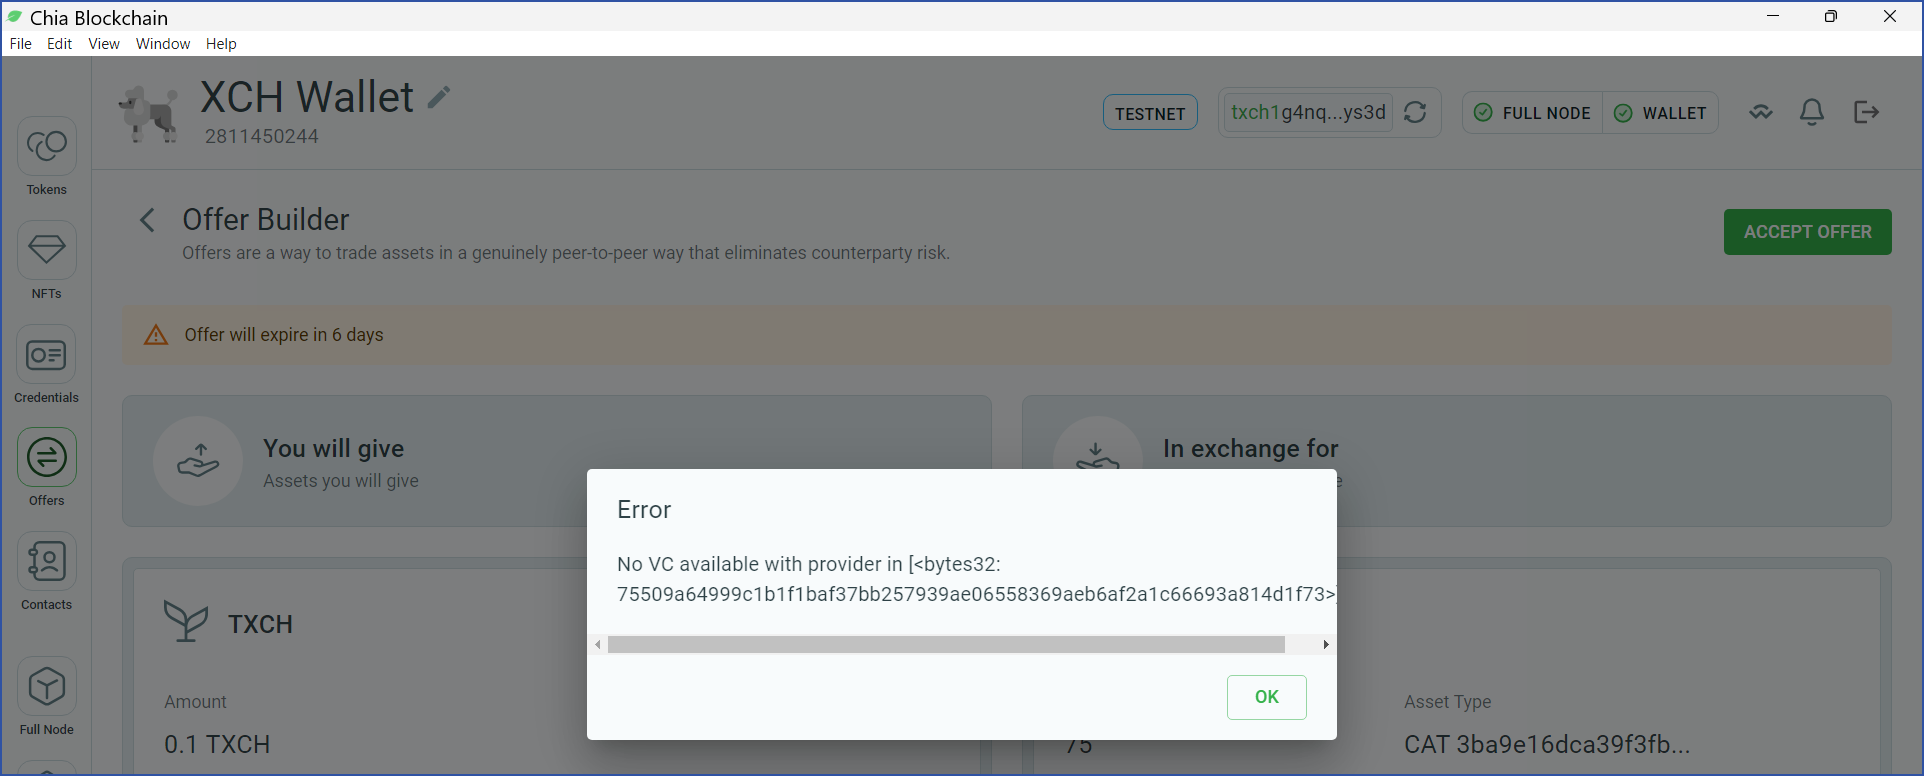 Chia Blockchain
File Edit View Window Help
XCH Wallet
2811450244
TESTNET
txch1g4nq...ys3d
FULL NODE
WALLET
Tokens
NFTs
Credentials
Offers
Contacts
Full Node
Offer Builder
Offers are a way to trade assets in a genuinely peer-to-peer way that eliminates counterparty risk.
ACCEPT OFFER
Offer will expire in 6 days
You will give
Assets you will give
In exchange for
Error
No VC available with provider in [<bytes32:
75509a64999c1b1f1baf37bb257939ae06558369aeb6af2a1c66693a814d1f73>]
OK
TXCH
Amount
0.1 TXCH
75
Asset Type
CAT 3ba9e16dca39f3fb...